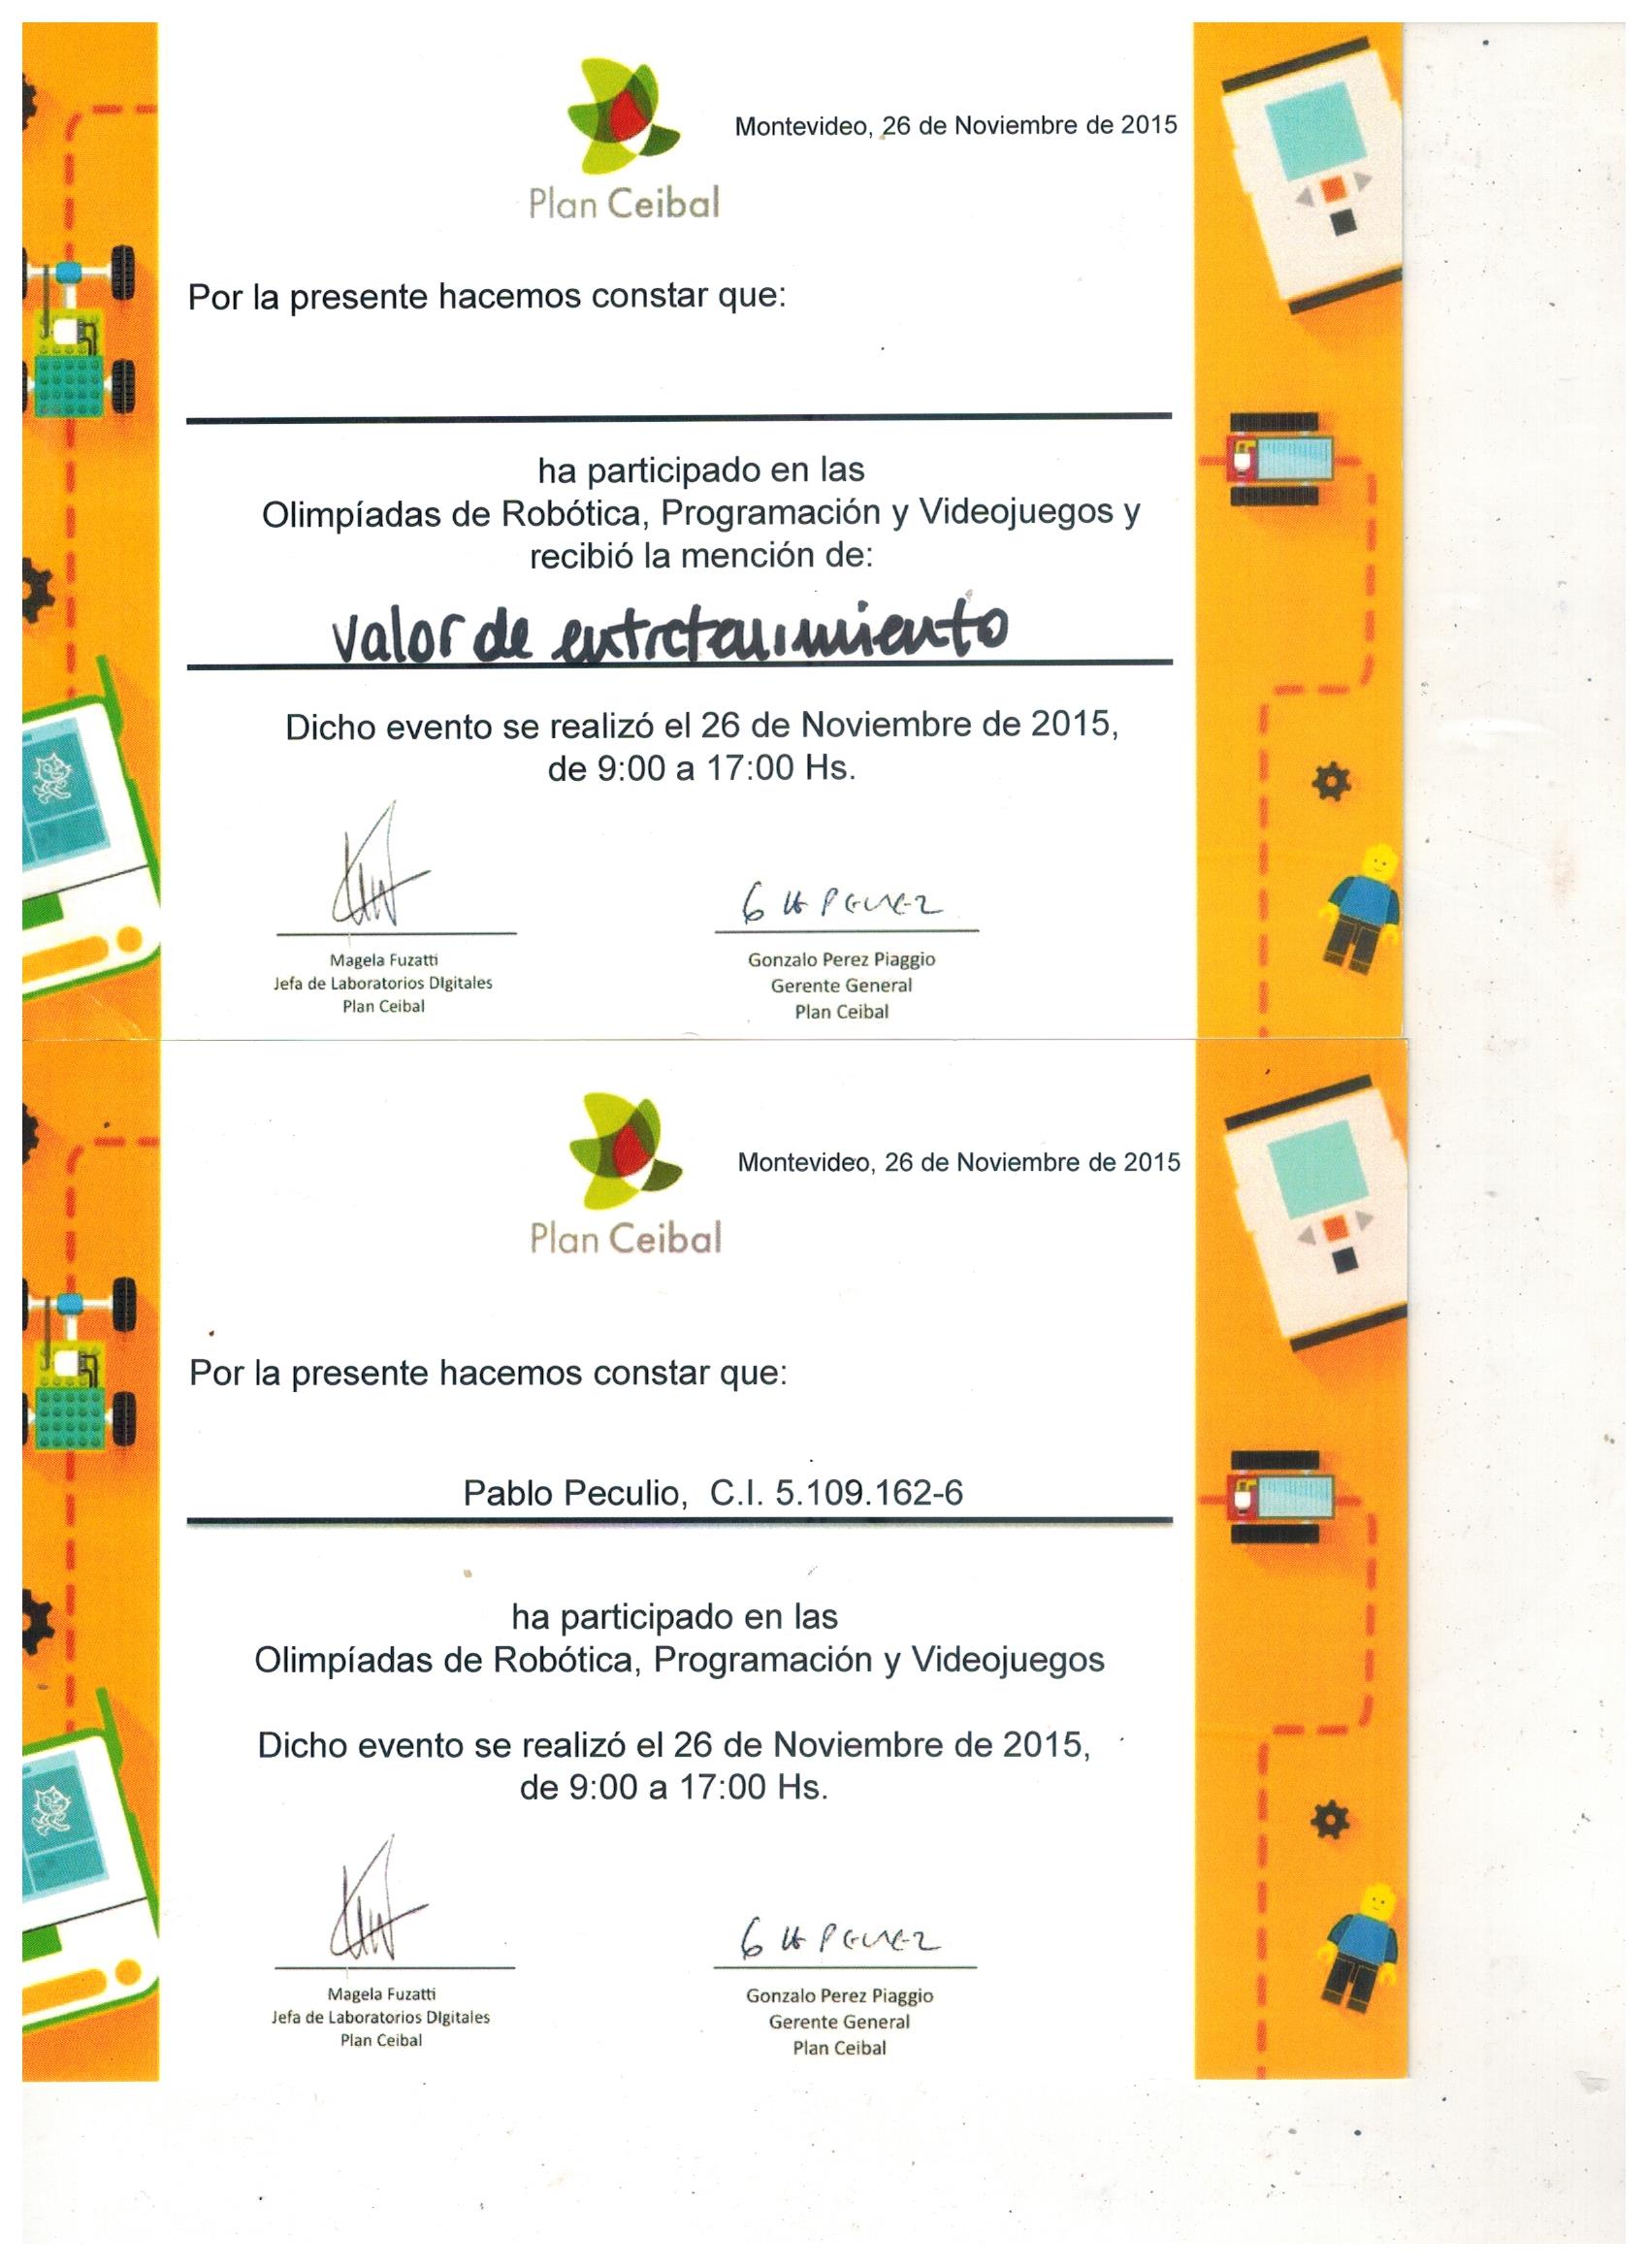 Plan Ceibal
Montevideo, 26 de Noviembre de 2015
Por la presente hacemos constar que:
ha participado en las
Olimpíadas de Robótica, Programación y Videojuegos y
recibió la mención de:
valor de entretenimiento
Dicho evento se realizó el 26 de Noviembre de 2015,
de 9:00 a 17:00 Hs.
Magela Fuzatti
Jefa de Laboratorios DIgitales
Plan Ceibal
Gonzalo Perez Piaggio
Gerente General
Plan Ceibal
Plan Ceibal
Montevideo, 26 de Noviembre de 2015
Por la presente hacemos constar que:
Pablo Peculio, C.I. 5.109.162-6
ha participado en las
Olimpíadas de Robótica, Programación y Videojuegos
Dicho evento se realizó el 26 de Noviembre de 2015,
de 9:00 a 17:00 Hs.
Magela Fuzatti
Jefa de Laboratorios DIgitales
Plan Ceibal
Gonzalo Perez Piaggio
Gerente General
Plan Ceibal